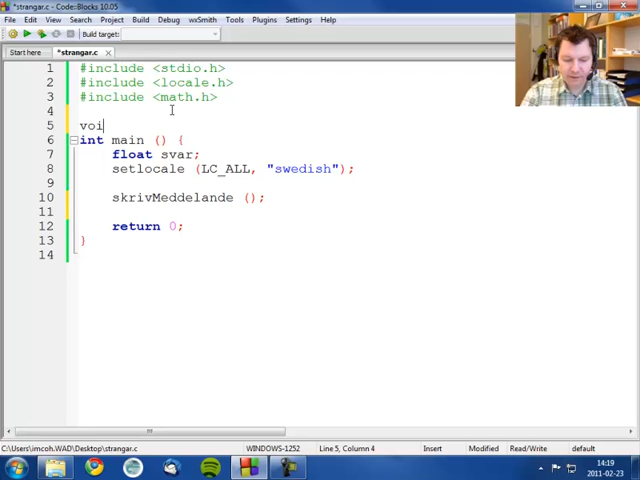 *strangar.c - Code::Blocks 10.05
File Edit View Search Project Build Debug wxSmith Tools Plugins Settings Help
Build target:
Start here *strangar.c
1 #include <stdio.h>
2 #include <locale.h>
3 #include <math.h>
4
5 voi
6 int main () {
7 float svar;
8 setlocale (LC_ALL, "swedish");
9
10 skrivMeddelande ();
11
12 return 0;
13 }
14
C:\Users\imcoh.WAD\Desktop\strangar.c WINDOWS-1252 Line 5, Column 4 Insert Modified Read/Write default
14:19
2011-02-23